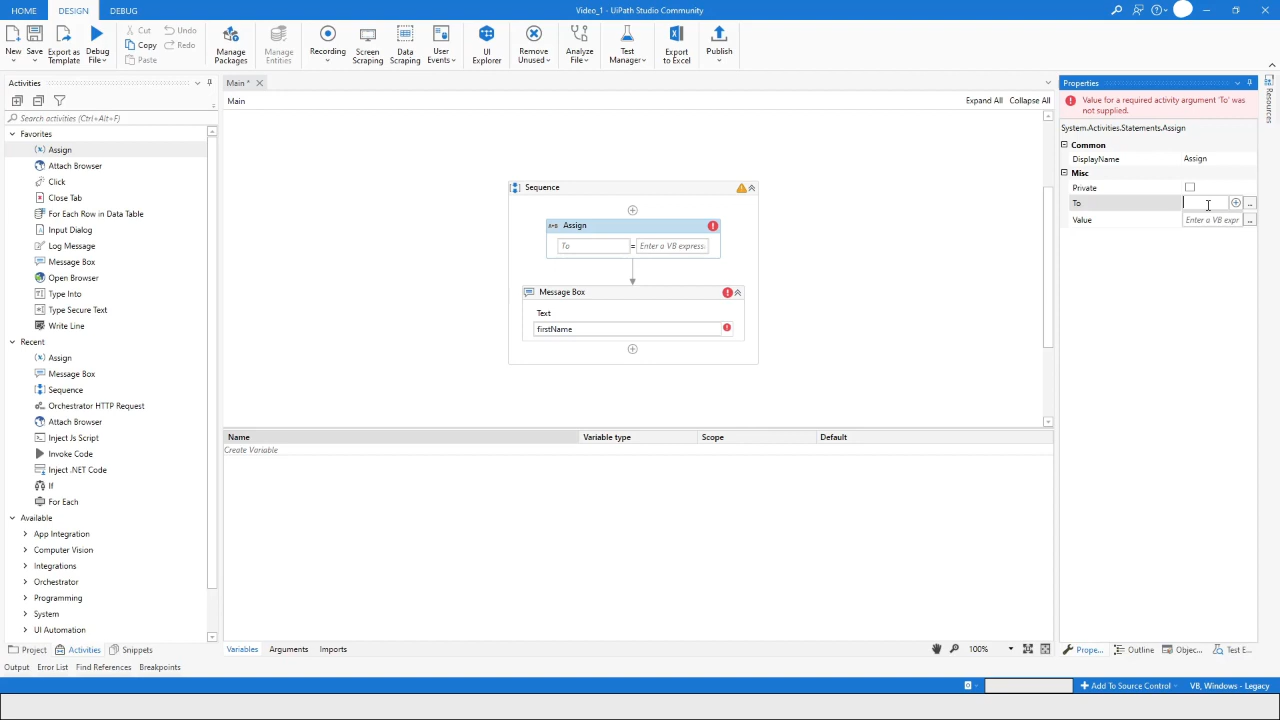 HOME DESIGN DEBUG Video_1 - UiPath Studio Community
New Save Export as Template Debug File Cut Copy Paste Undo Redo Manage Packages Manage Entities Recording Screen Scraping Data Scraping User Events UI Explorer Remove Unused Analyze File Test Manager Export to Excel Publish
Activities
Search activities (Ctrl+Alt+F)
Favorites
Assign
Attach Browser
Click
Close Tab
For Each Row in Data Table
Input Dialog
Log Message
Message Box
Open Browser
Type Into
Type Secure Text
Write Line
Recent
Assign
Message Box
Sequence
Orchestrator HTTP Request
Attach Browser
Inject Js Script
Invoke Code
Inject .NET Code
If
For Each
Available
App Integration
Computer Vision
Integrations
Orchestrator
Programming
System
UI Automation
Project Activities Snippets
Main *
Main Expand All Collapse All
Sequence
A+B Assign
To = Enter a VB express
Message Box
Text
firstName
Name Variable type Scope Default
Create Variable
Variables Arguments Imports 100%
Properties
Value for a required activity argument 'To' was
not supplied.
System.Activities.Statements.Assign
Common
DisplayName Assign
Misc
Private
To
Value Enter a VB expr
Prope... Outline Objec... Test E...
Resources
Output Error List Find References Breakpoints
0 Add To Source Control VB, Windows - Legacy